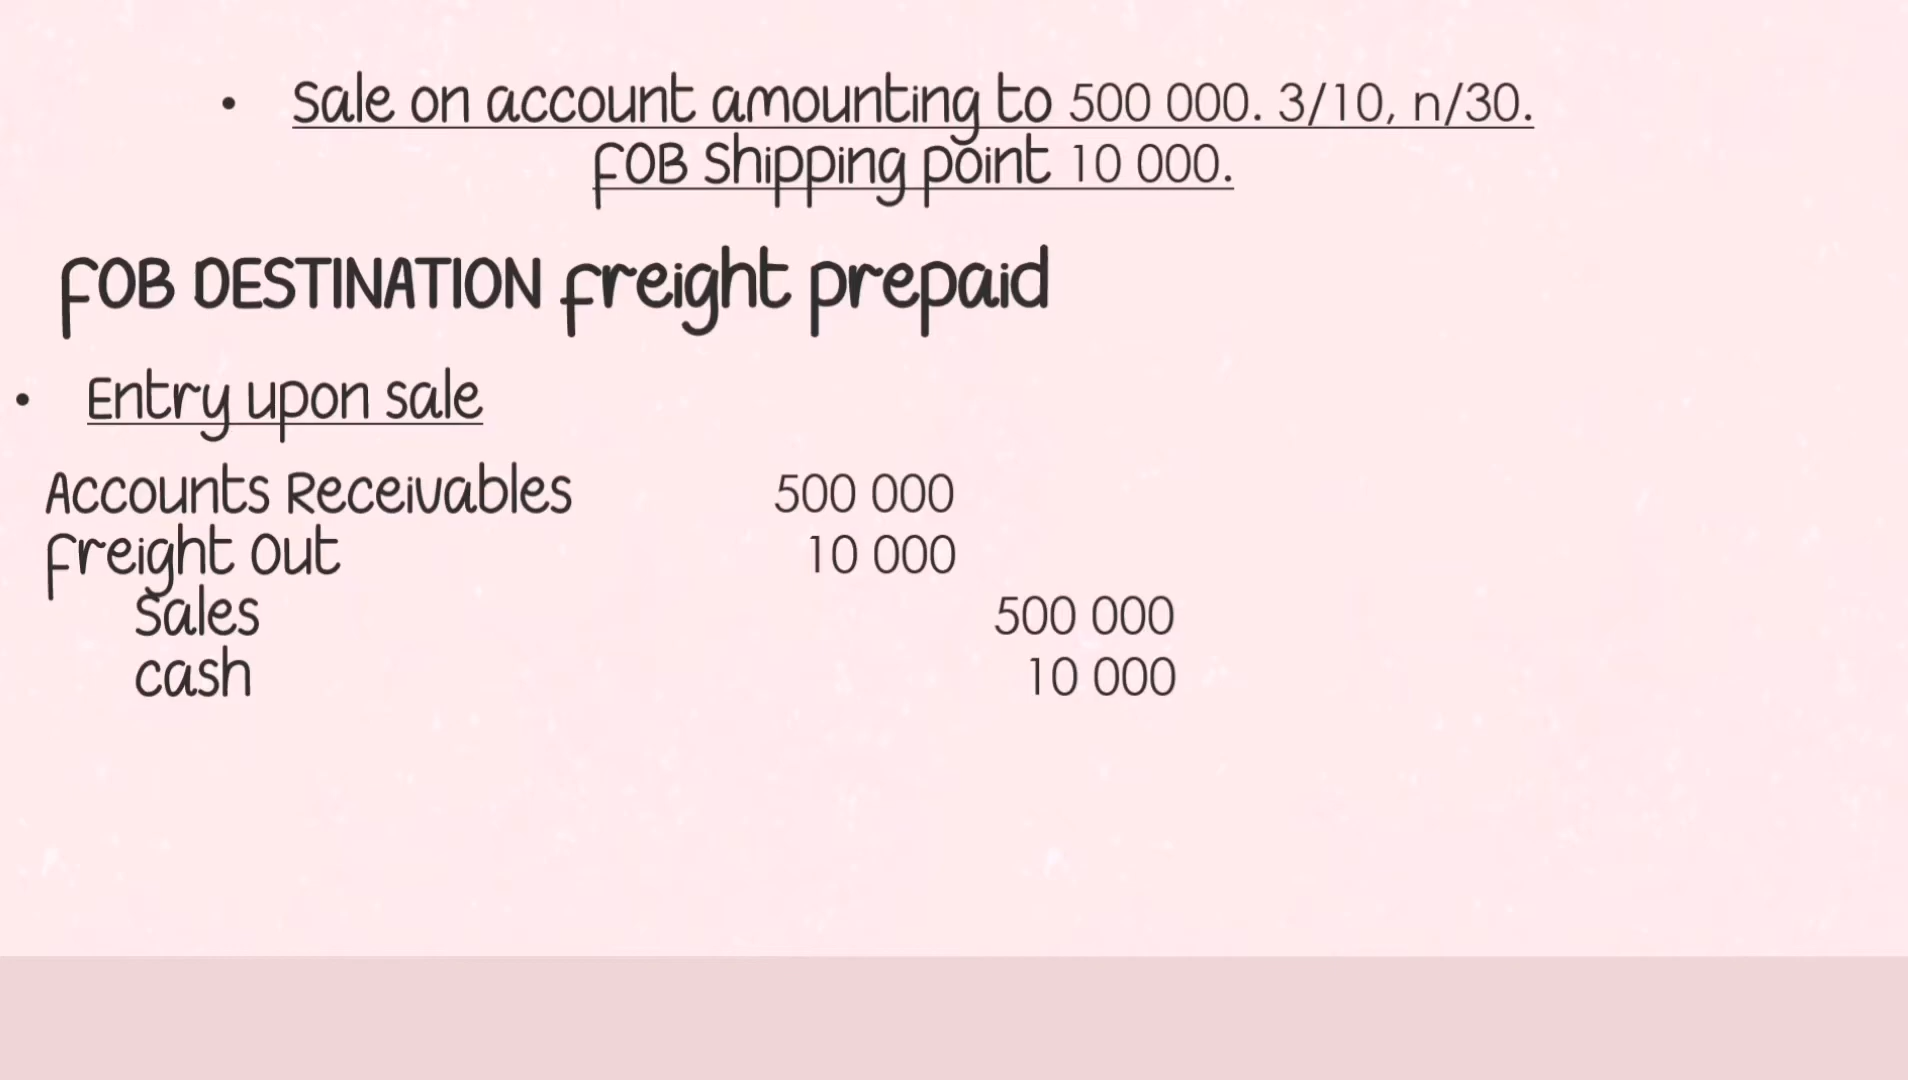 • Sale on account amounting to 500 000. 3/10, n/30.
FOB Shipping point 10 000.
FOB DESTINATION Freight prepaid
• Entry upon sale
Accounts Receivables 500 000
Freight out 10 000
Sales 500 000
cash 10 000